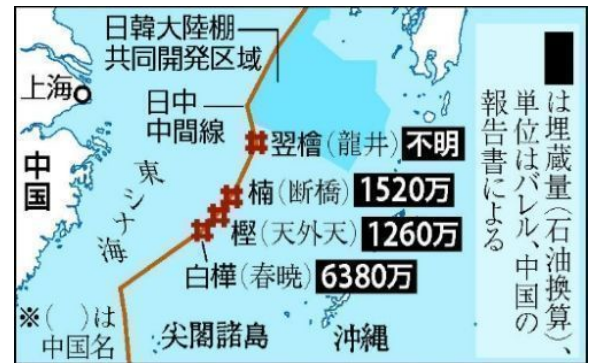 日韓大陸棚
共同開発区域
上海
日中
中間線
中国
東シナ海
翌檜(龍井) 不明
楠(断橋) 1520万
樫(天外天) 1260万
白樺(春暁) 6380万
※( )は
中国名
尖閣諸島
沖縄
は埋蔵量(石油換算)、
単位はバレル、中国の
報告書による